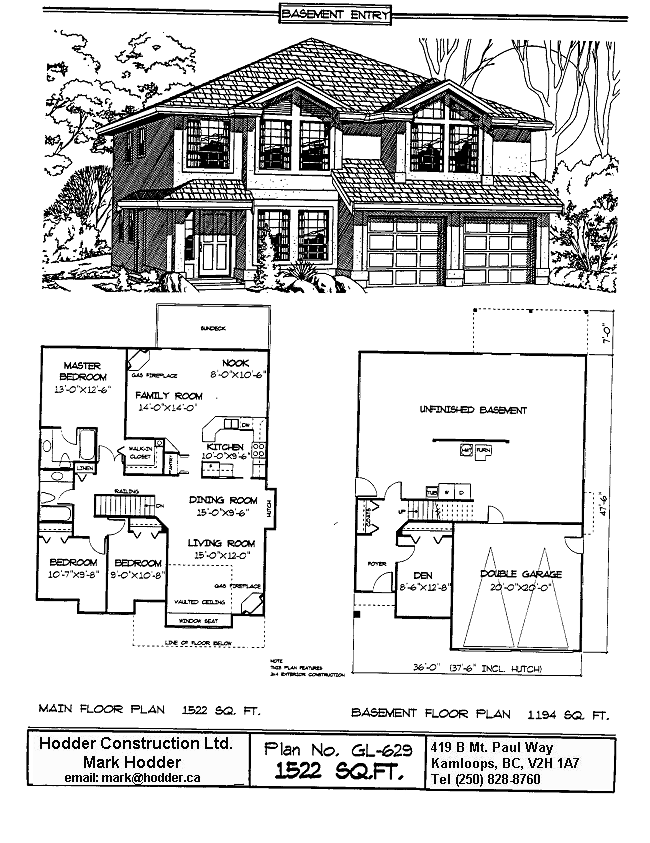 BASEMENT ENTRY
SUNDECK
MASTER
BEDROOM
13'-0"X12'-6"
GAS FIREPLACE
NOOK
8'-0"X10'-6"
FAMILY ROOM
14'-0"X14'-0"
DW
KITCHEN
10'-0"X9'-6"
WALK-IN
CLOSET
PANTRY
LINEN
RAILING
DN
DINING ROOM
15'-0"X9'-6"
HUTCH
LIVING ROOM
15'-0"X12'-0"
BEDROOM
10'-7"X9'-8"
BEDROOM
9'-0"X10'-8"
GAS FIREPLACE
VAULTED CEILING
WINDOW SEAT
LINE OF FLOOR BELOW
7'-0"
UNFINISHED BASEMENT
HWT
FURN
TUB
W
D
UP
COATS
47'-6"
FOYER
DEN
8'-6"X12'-8"
DOUBLE GARAGE
20'-0"X20'-0"
NOTE
THIS PLAN FEATURES
2x4 EXTERIOR CONSTRUCTION
36'-0" (37'-6" INCL. HUTCH)
MAIN FLOOR PLAN 1522 SQ. FT.
BASEMENT FLOOR PLAN 1194 SQ. FT.
Hodder Construction Ltd.
Mark Hodder
email: mark@hodder.ca
Plan No. GL-629
1522 SQ.FT.
419 B Mt. Paul Way
Kamloops, BC, V2H 1A7
Tel (250) 828-8760